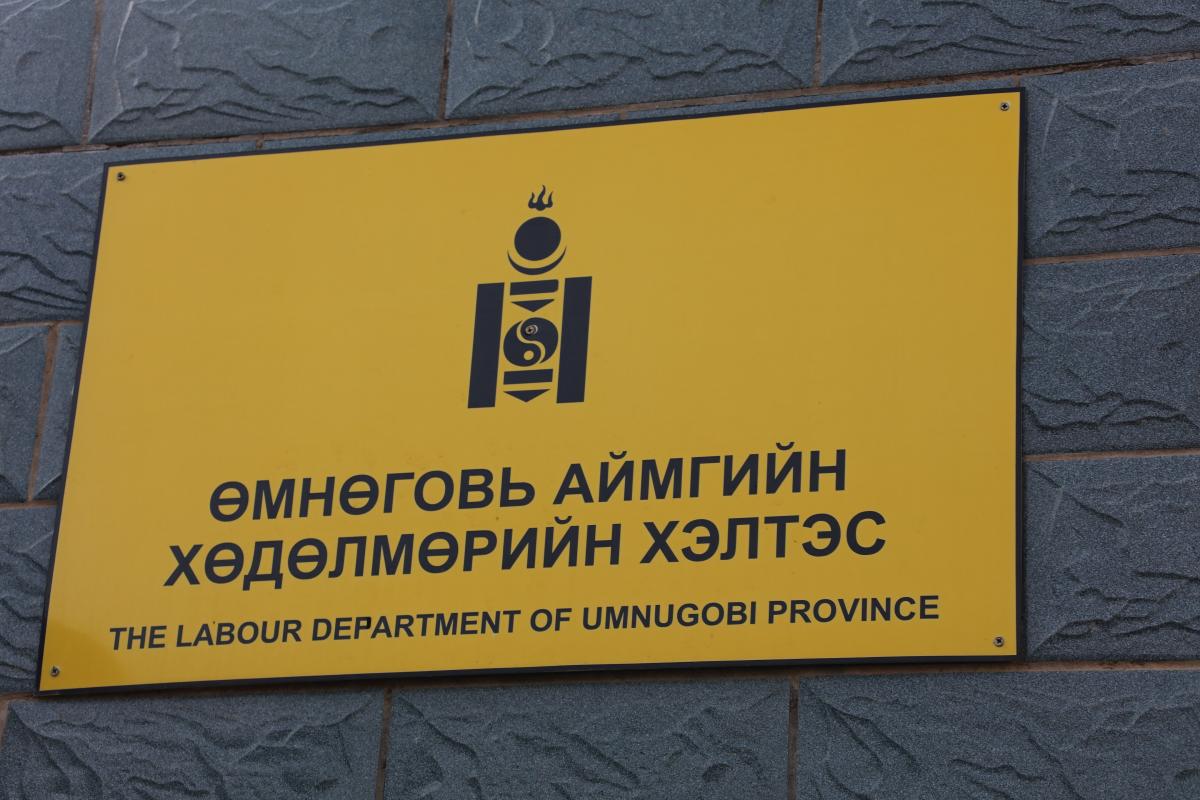 ӨМНӨГОВЬ АЙМГИЙН
ХӨДӨЛМӨРИЙН ХЭЛТЭС
THE LABOUR DEPARTMENT OF UMNUGOBI PROVINCE